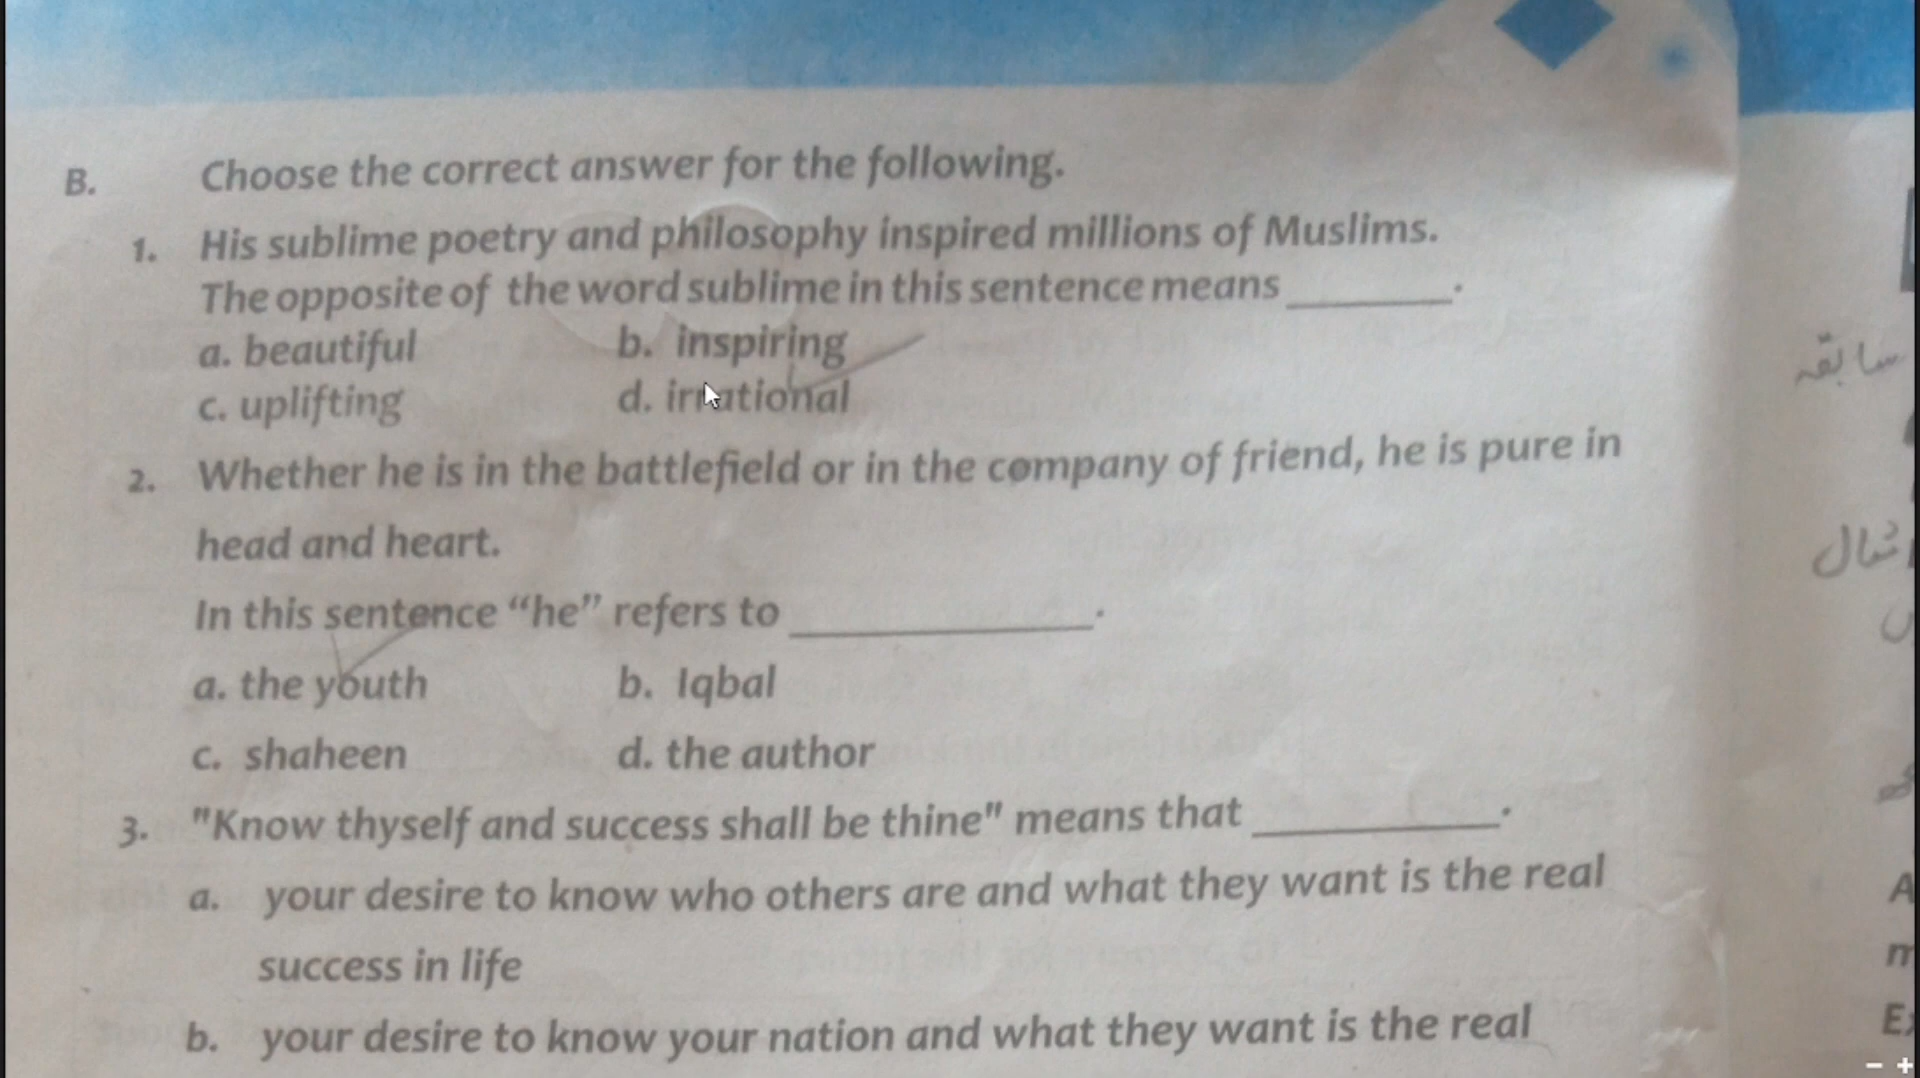 B. Choose the correct answer for the following.
1. His sublime poetry and philosophy inspired millions of Muslims.
The opposite of the word sublime in this sentence means ________.
a. beautiful b. inspiring
c. uplifting d. irrational
2. Whether he is in the battlefield or in the company of friend, he is pure in
head and heart.
In this sentence “he” refers to ______________.
a. the youth b. Iqbal
c. shaheen d. the author
3. "Know thyself and success shall be thine" means that ___________.
a. your desire to know who others are and what they want is the real
success in life
b. your desire to know your nation and what they want is the real
سابقہ